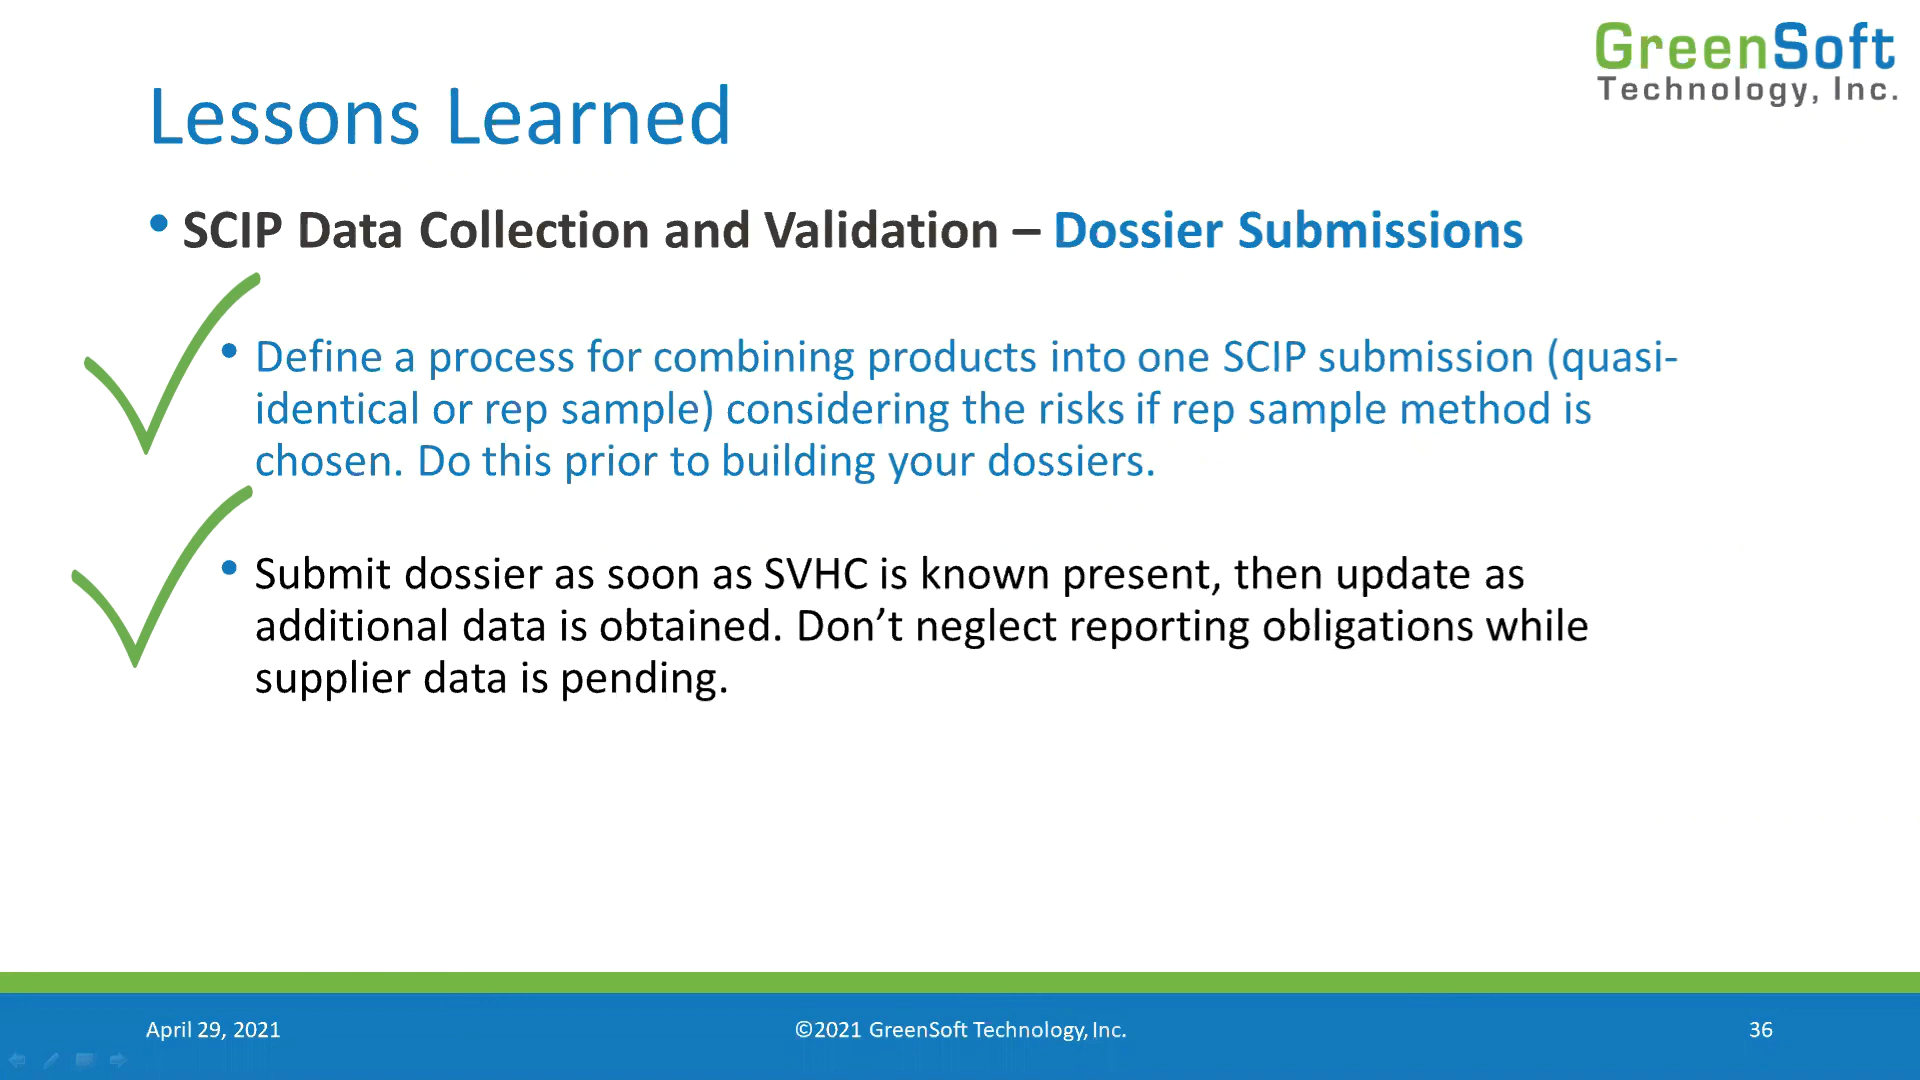 GreenSoft
Technology, Inc.
Lessons Learned
• SCIP Data Collection and Validation – Dossier Submissions
• Define a process for combining products into one SCIP submission (quasi-
identical or rep sample) considering the risks if rep sample method is
chosen. Do this prior to building your dossiers.
• Submit dossier as soon as SVHC is known present, then update as
additional data is obtained. Don’t neglect reporting obligations while
supplier data is pending.
April 29, 2021
©2021 GreenSoft Technology, Inc.
36